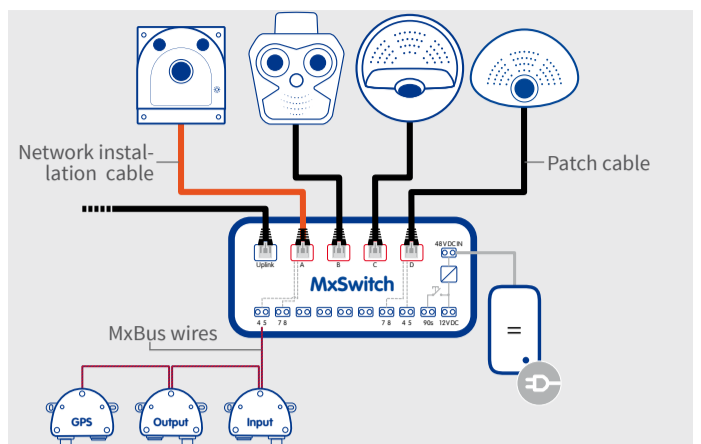 Network instal-
lation cable
Patch cable
Uplink
A
B
C
D
48 V DC IN
MxSwitch
4 5
7 8
7 8
4 5
90s
12V DC
MxBus wires
GPS
Output
Input